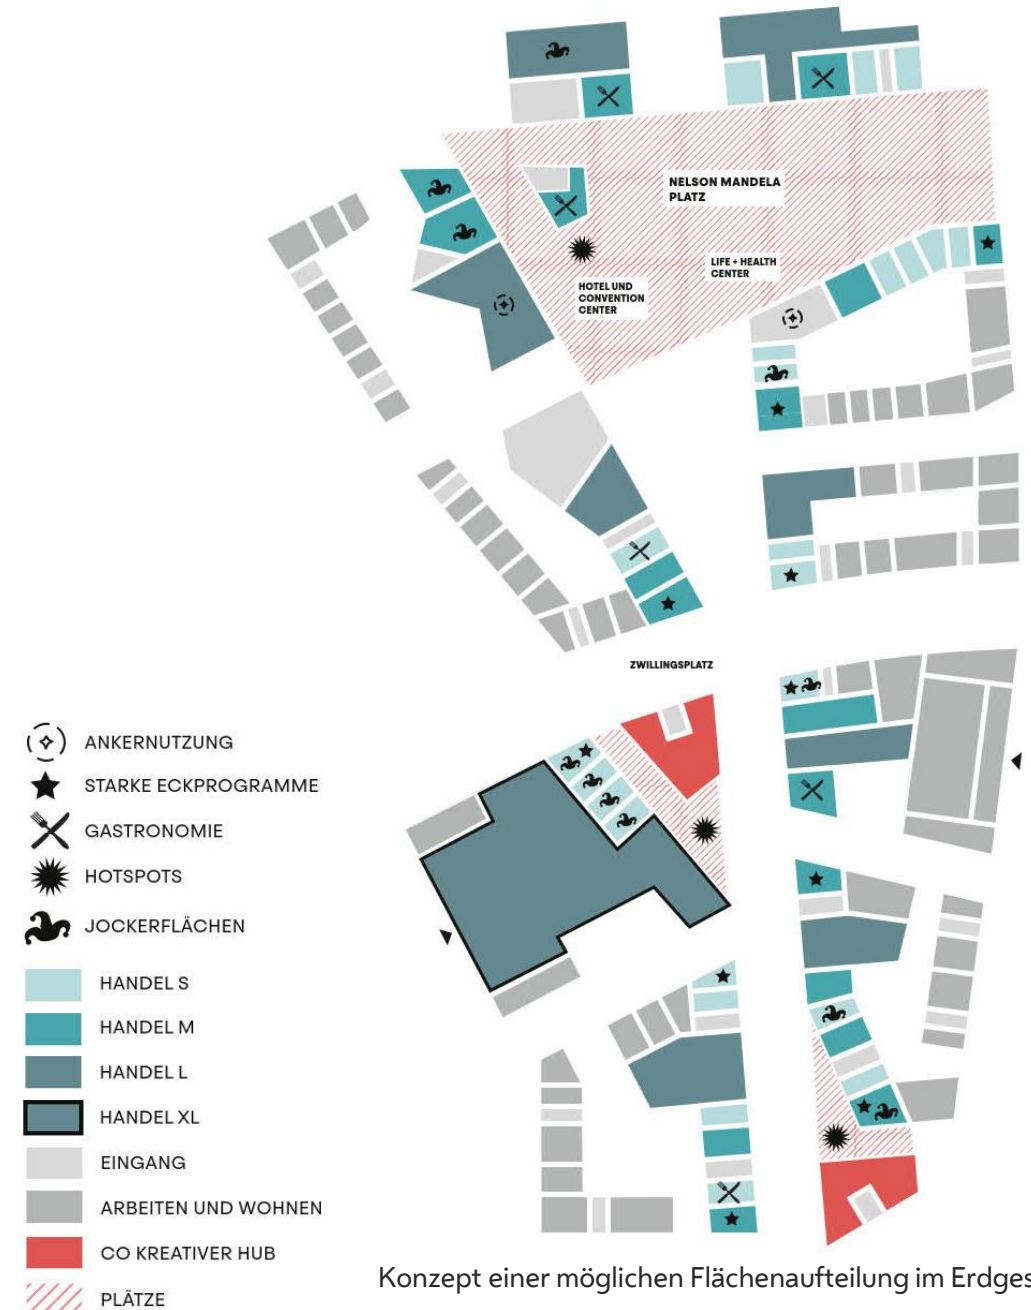 NELSON MANDELA
PLATZ
LIFE + HEALTH
CENTER
HOTEL UND
CONVENTION
CENTER
ZWILLINGSPLATZ
ANKERNUTZUNG
STARKE ECKPROGRAMME
GASTRONOMIE
HOTSPOTS
JOCKERFLÄCHEN
HANDEL S
HANDEL M
HANDEL L
HANDEL XL
EINGANG
ARBEITEN UND WOHNEN
CO KREATIVER HUB
PLÄTZE
Konzept einer möglichen Flächenaufteilung im Erdges